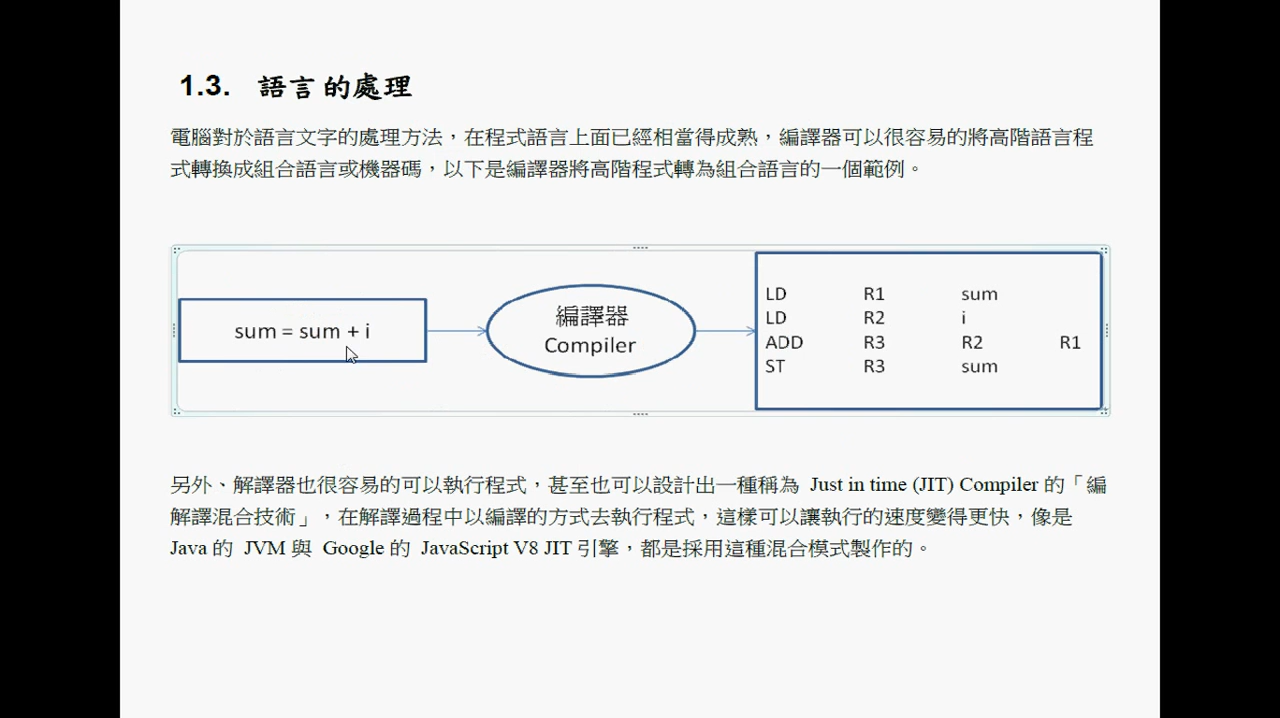 1.3. 語言的處理
電腦對於語言文字的處理方法，在程式語言上面已經相當得成熟，編譯器可以很容易的將高階語言程
式轉換成組合語言或機器碼，以下是編譯器將高階程式轉為組合語言的一個範例。
sum = sum + i
編譯器
Compiler
LD R1 sum
LD R2 i
ADD R3 R2 R1
ST R3 sum
另外、解譯器也很容易的可以執行程式，甚至也可以設計出一種稱為 Just in time (JIT) Compiler 的「編
解譯混合技術」，在解譯過程中以編譯的方式去執行程式，這樣可以讓執行的速度變得更快，像是
Java 的 JVM 與 Google 的 JavaScript V8 JIT 引擎，都是採用這種混合模式製作的。